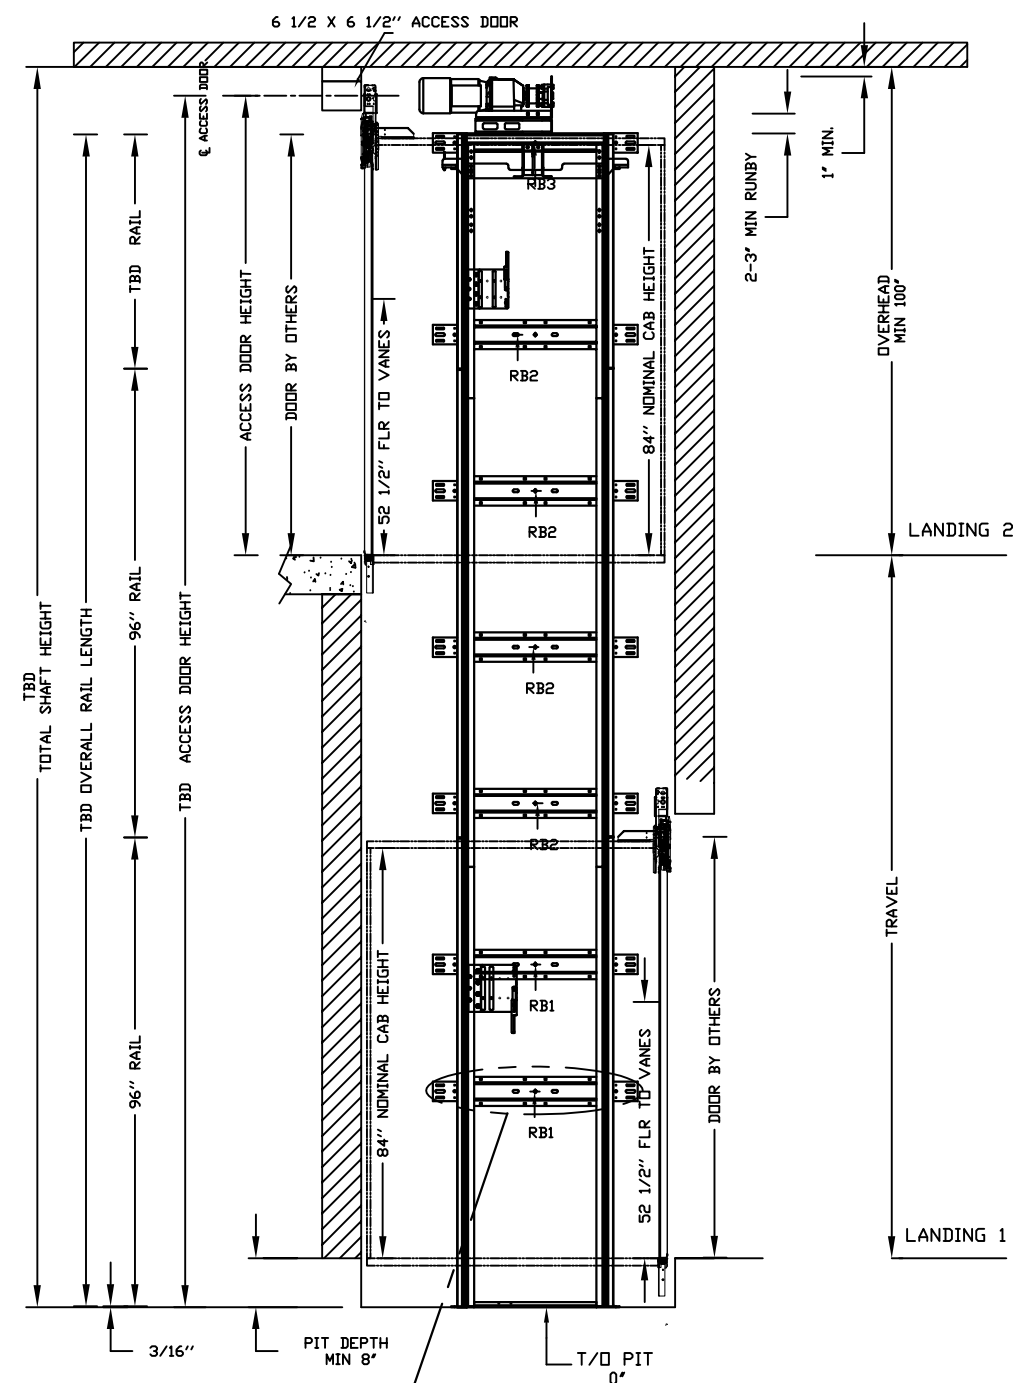 6 1/2 X 6 1/2" ACCESS DOOR
℄ ACCESS DOOR
1" MIN.
2-3" MIN RUNBY
TBD RAIL
ACCESS DOOR HEIGHT
DOOR BY OTHERS
52 1/2" FLR TO VANES
84" NOMINAL CAB HEIGHT
OVERHEAD
MIN 100"
RB3
RB2
RB2
LANDING 2
TBD
TOTAL SHAFT HEIGHT
TBD OVERALL RAIL LENGTH
96" RAIL
TBD ACCESS DOOR HEIGHT
RB2
RB2
TRAVEL
96" RAIL
84" NOMINAL CAB HEIGHT
RB1
RB1
52 1/2" FLR TO VANES
DOOR BY OTHERS
LANDING 1
3/16"
PIT DEPTH
MIN 8"
T/O PIT
0"